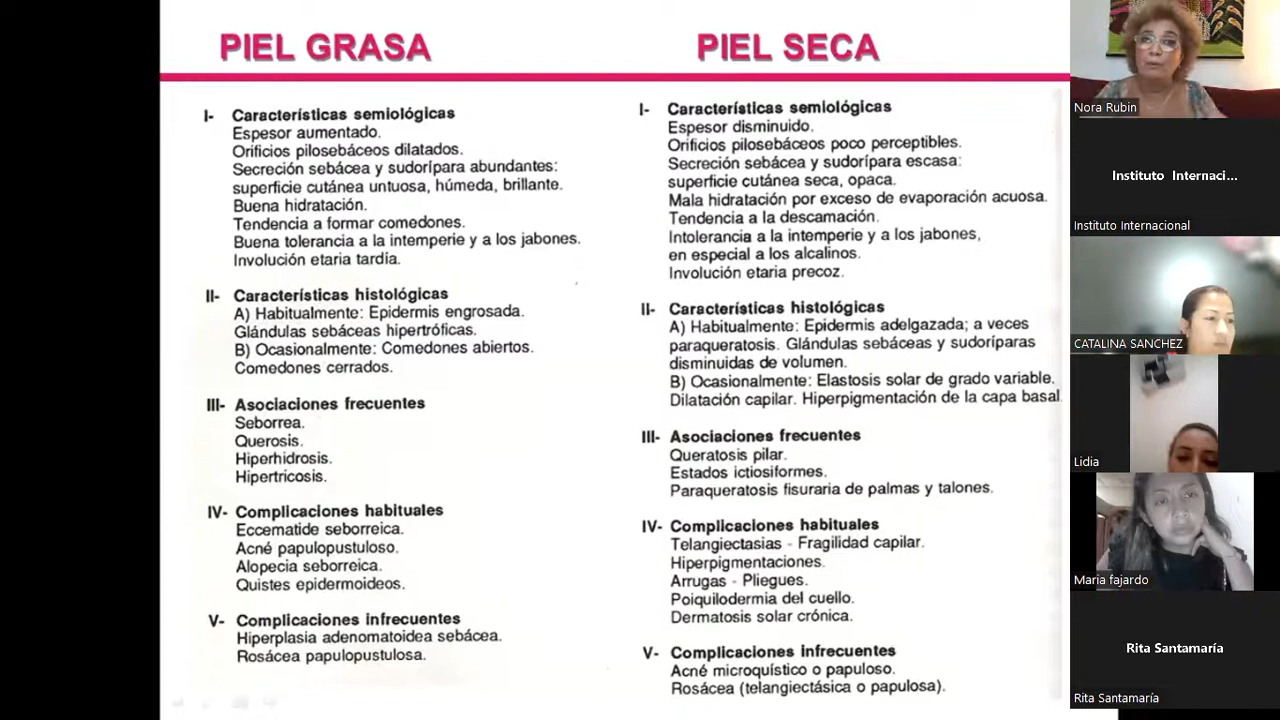 PIEL GRASA
I- Características semiológicas
Espesor aumentado.
Orificios pilosebáceos dilatados.
Secreción sebácea y sudorípara abundantes:
superficie cutánea untuosa, húmeda, brillante.
Buena hidratación.
Tendencia a formar comedones.
Buena tolerancia a la intemperie y a los jabones.
Involución etaria tardía.
II- Características histológicas
A) Habitualmente: Epidermis engrosada.
Glándulas sebáceas hipertróficas.
B) Ocasionalmente: Comedones abiertos.
Comedones cerrados.
III- Asociaciones frecuentes
Seborrea.
Querosis.
Hiperhidrosis.
Hipertricosis.
IV- Complicaciones habituales
Eccematide seborreica.
Acné papulopustuloso.
Alopecia seborreica.
Quistes epidermoideos.
V- Complicaciones infrecuentes
Hiperplasia adenomatoidea sebácea.
Rosácea papulopustulosa.
PIEL SECA
I- Características semiológicas
Espesor disminuido.
Orificios pilosebáceos poco perceptibles.
Secreción sebácea y sudorípara escasa:
superficie cutánea seca, opaca.
Mala hidratación por exceso de evaporación acuosa.
Tendencia a la descamación.
Intolerancia a la intemperie y a los jabones,
en especial a los alcalinos.
Involución etaria precoz.
II- Características histológicas
A) Habitualmente: Epidermis adelgazada; a veces
paraqueratosis. Glándulas sebáceas y sudoríparas
disminuidas de volumen.
B) Ocasionalmente: Elastosis solar de grado variable.
Dilatación capilar. Hiperpigmentación de la capa basal.
III- Asociaciones frecuentes
Queratosis pilar.
Estados ictiosiformes.
Paraqueratosis fisuraria de palmas y talones.
IV- Complicaciones habituales
Telangiectasias - Fragilidad capilar.
Hiperpigmentaciones.
Arrugas - Pliegues.
Poiquilodermia del cuello.
Dermatosis solar crónica.
V- Complicaciones infrecuentes
Acné microquístico o papuloso.
Rosácea (telangiectásica o papulosa).
Nora Rubin
Instituto Internaci...
Instituto Internacional
CATALINA SANCHEZ
Lidia
Maria fajardo
Rita Santamaría
Rita Santamaría